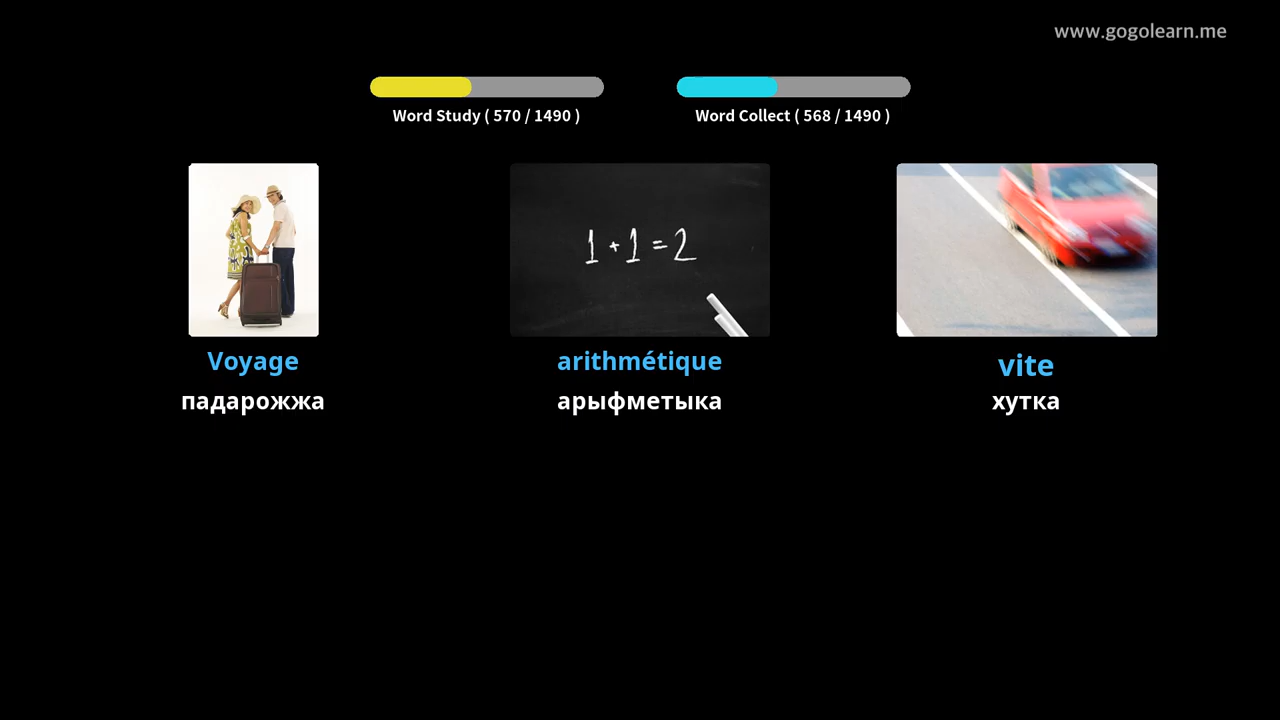 www.gogolearn.me
Word Study ( 570 / 1490 )
Word Collect ( 568 / 1490 )
1 + 1 = 2
Voyage
arithmétique
vite
падарожжа
арыфметыка
хутка